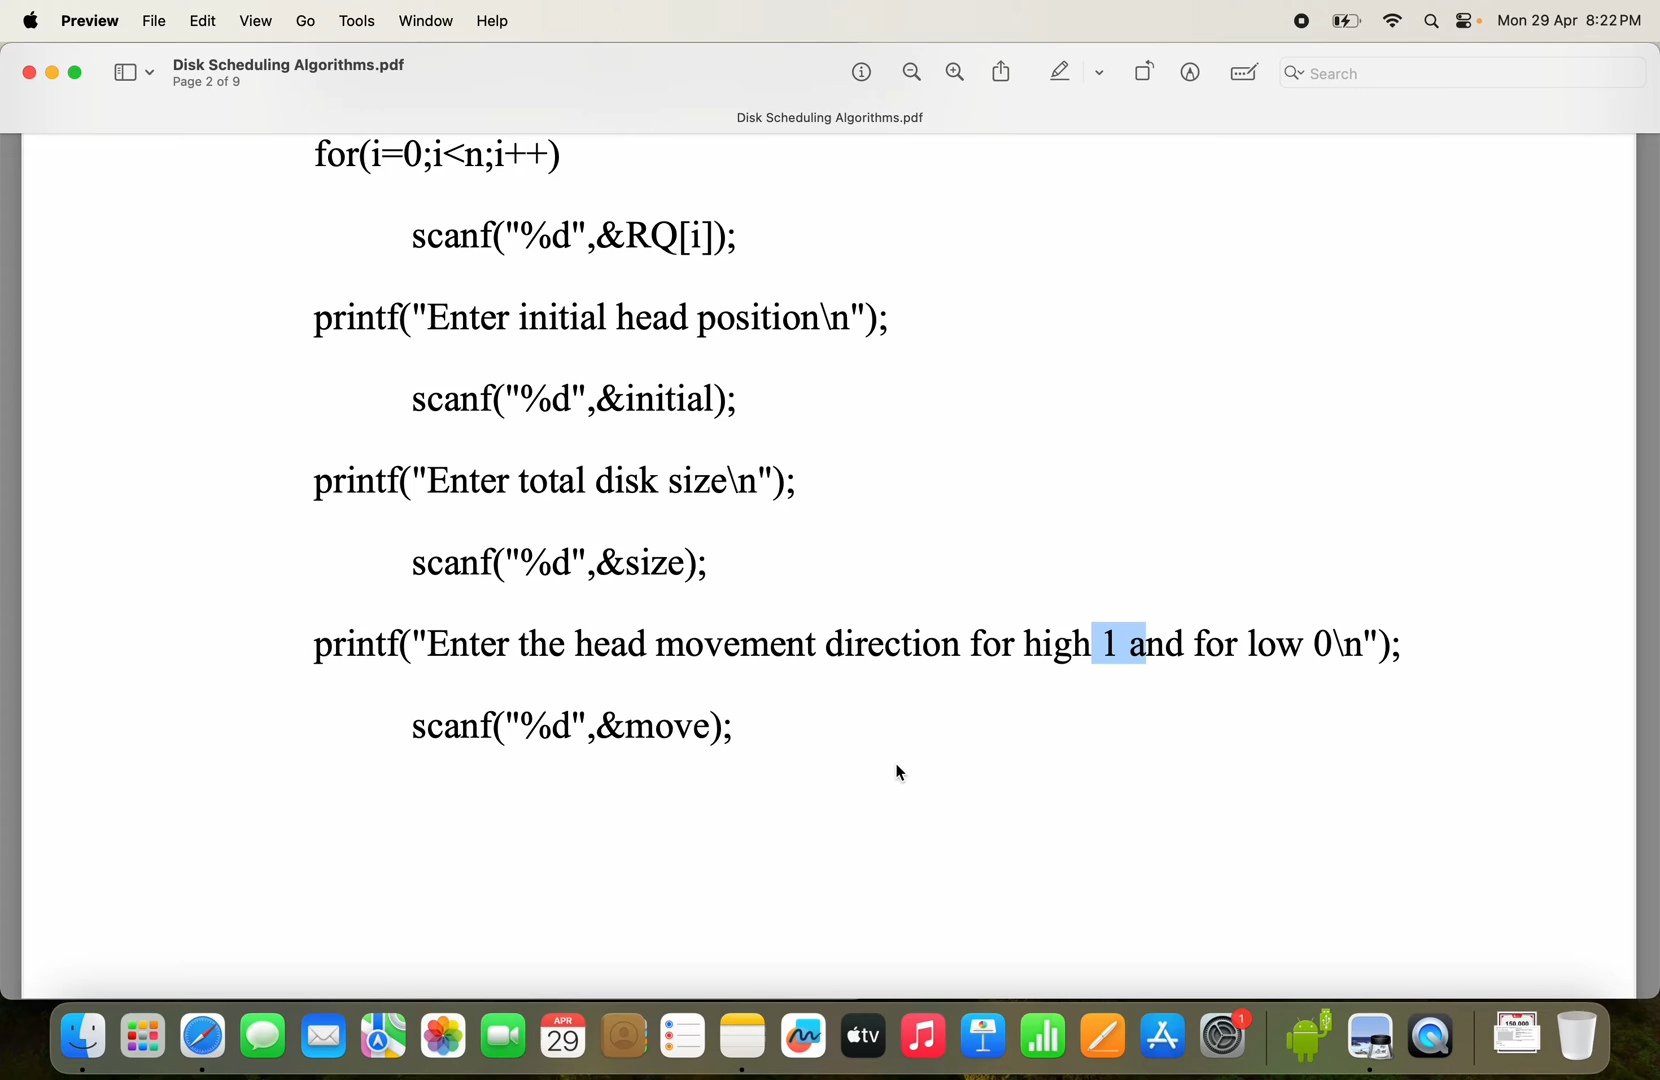 Preview File Edit View Go Tools Window Help Mon 29 Apr 8:22 PM
Disk Scheduling Algorithms.pdf
Page 2 of 9
Search
Disk Scheduling Algorithms.pdf
for(i=0;i<n;i++)
scanf("%d",&RQ[i]);
printf("Enter initial head position\n");
scanf("%d",&initial);
printf("Enter total disk size\n");
scanf("%d",&size);
printf("Enter the head movement direction for high 1 and for low 0\n");
scanf("%d",&move);
APR
29
tv
1
150,000